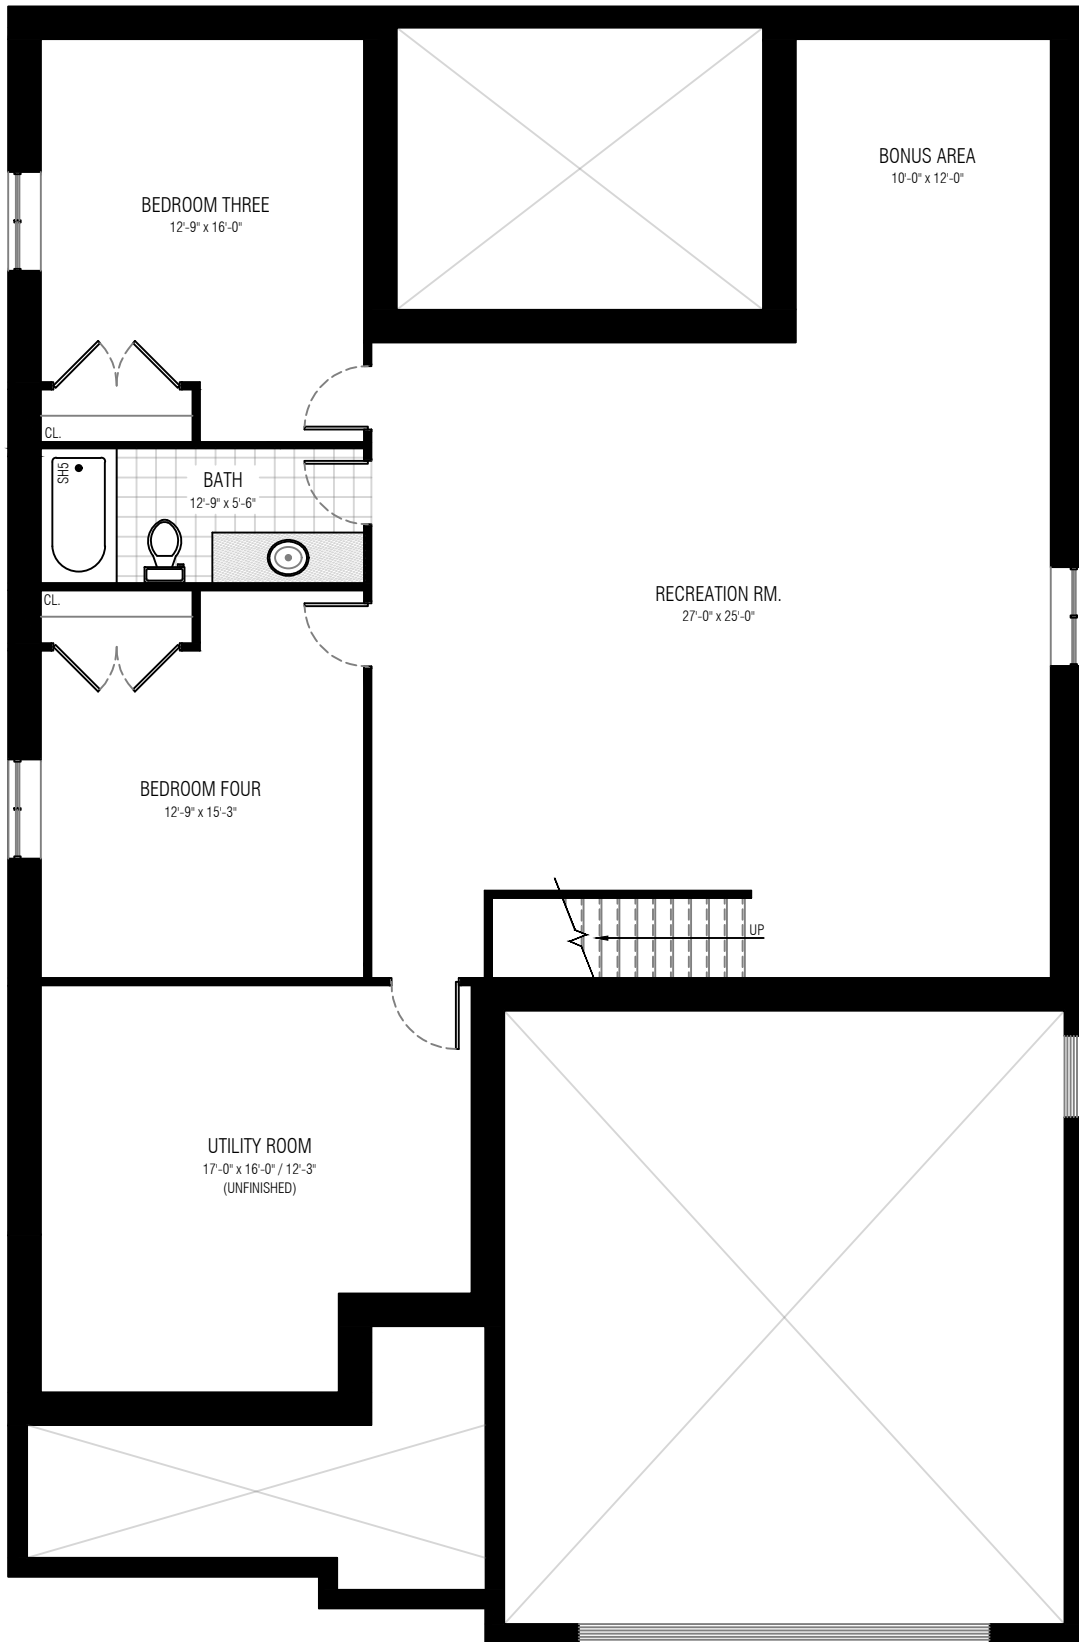 BONUS AREA
10'-0" x 12'-0"
BEDROOM THREE
12'-9" x 16'-0"
CL.
SH5
BATH
12'-9" x 5'-6"
CL.
RECREATION RM.
27'-0" x 25'-0"
BEDROOM FOUR
12'-9" x 15'-3"
UP
UTILITY ROOM
17'-0" x 16'-0" / 12'-3"
(UNFINISHED)